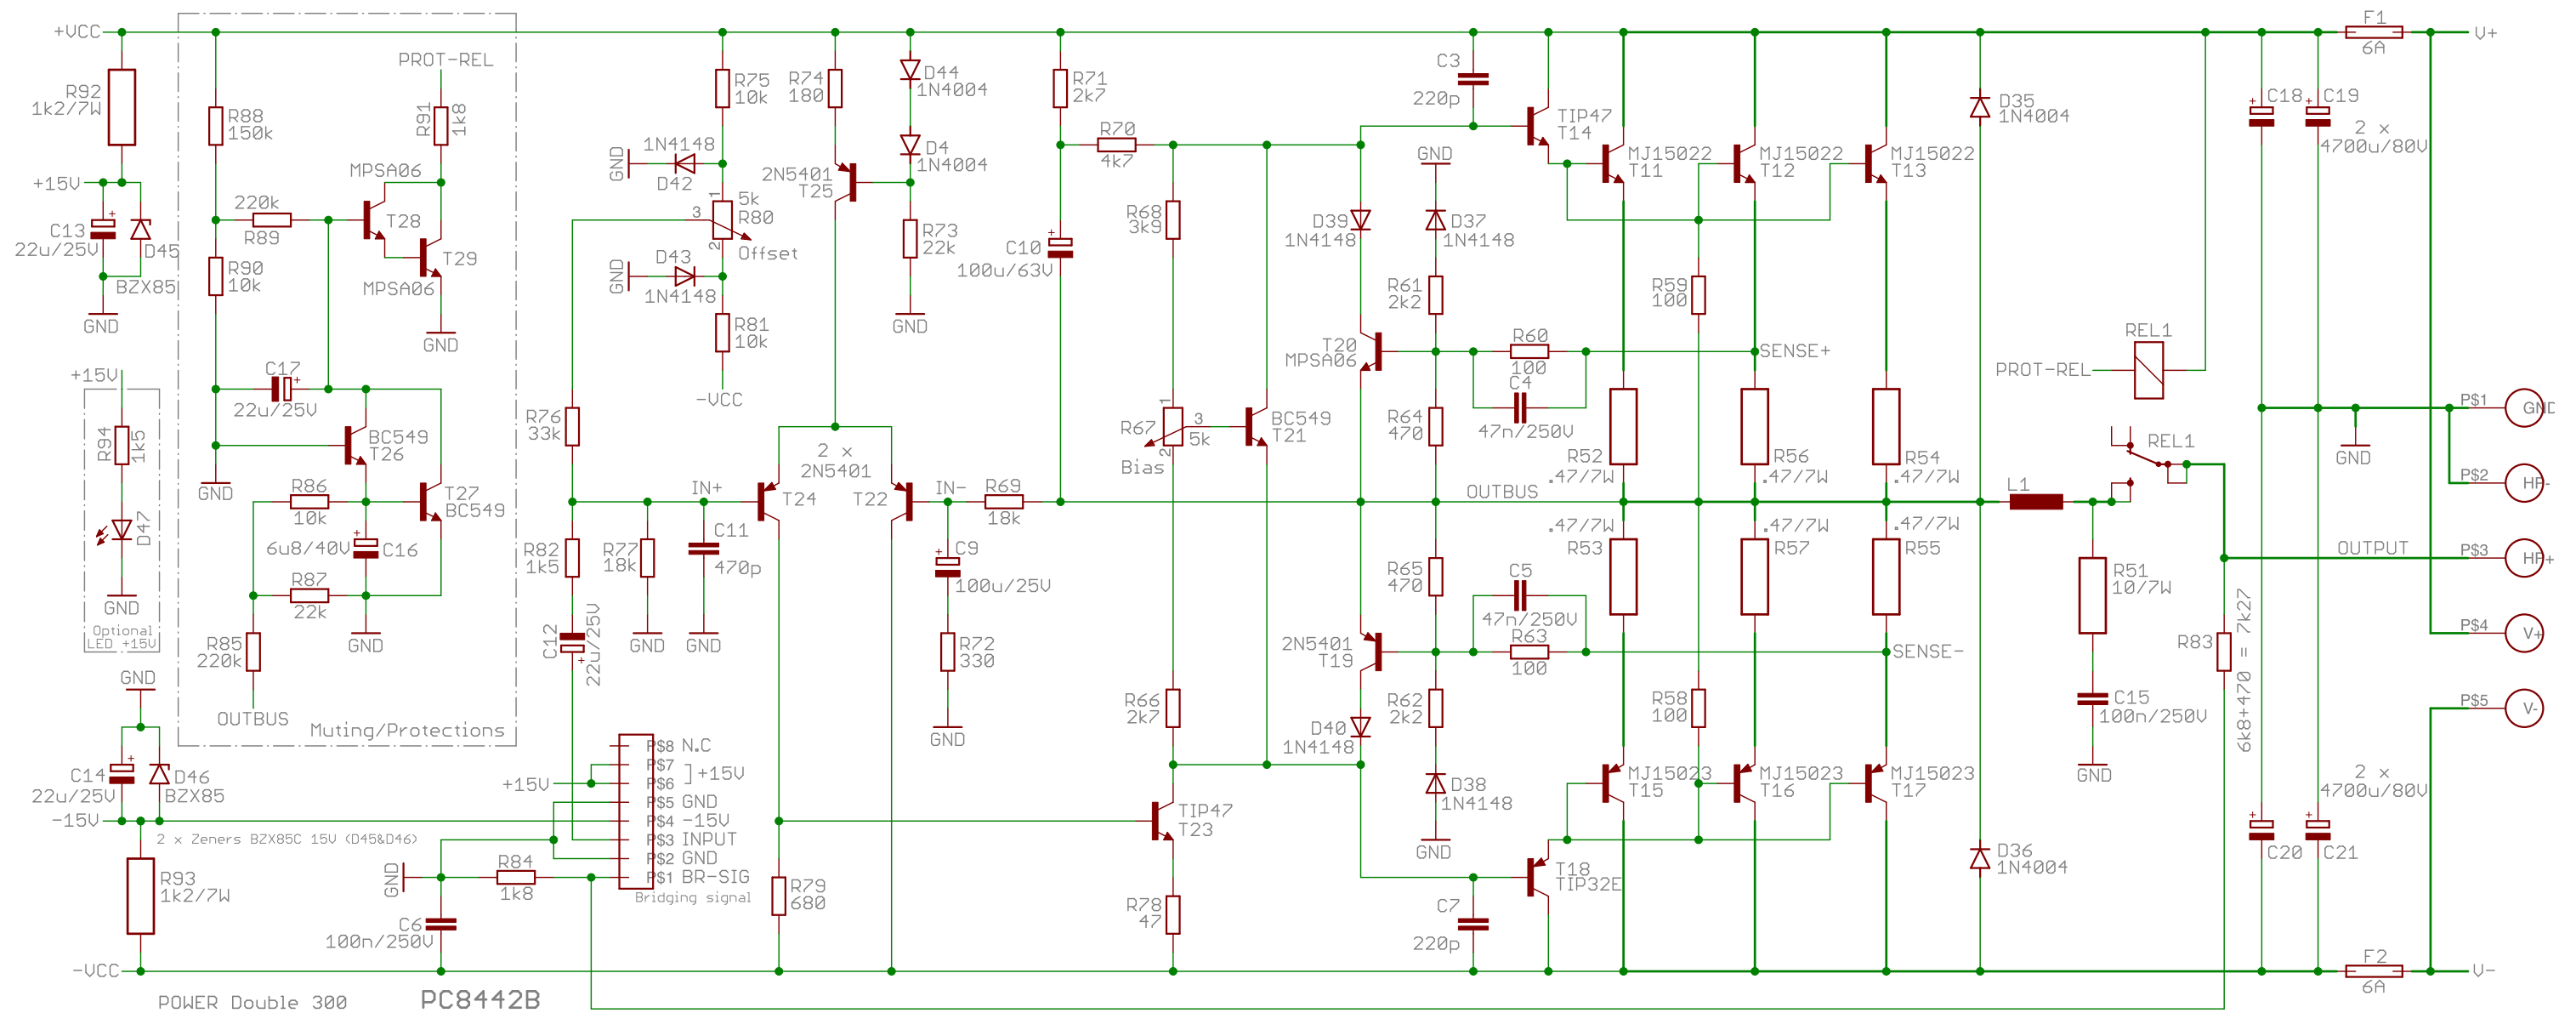 +VCC
R92
1k2/7W
+15V
C13
22u/25V
D45
BZX85
GND
+15V
R94
1k5
D47
GND
Optional
LED +15V
GND
C14
22u/25V
D46
BZX85
-15V
2 x Zeners BZX85C 15V (D45&D46)
R93
1k2/7W
-VCC
POWER Double 300
PC8442B
PROT-REL
R91
1k8
R88
150k
MPSA06
T28
220k
R89
R90
10k
T29
MPSA06
GND
C17
22u/25V
BC549
T26
GND
R86
10k
T27
BC549
6u8/40V
C16
R87
22k
GND
R85
220k
OUTBUS
Muting/Protections
R75
10k
1N4148
GND
D42
1
5k
R80
3
2
Offset
D43
GND
1N4148
R81
10k
-VCC
R74
180
2N5401
T25
D44
1N4004
D4
1N4004
R73
22k
GND
R76
33k
2 x
2N5401
IN+
T24
T22
IN-
R69
18k
R82
1k5
R77
18k
C11
470p
C12
22u/25V
GND
GND
C9
100u/25V
R72
330
GND
P$8 N.C
P$7
+15V
P$6
+15V
P$5 GND
P$4 -15V
P$3 INPUT
P$2 GND
P$1 BR-SIG
Bridging signal
GND
R84
1k8
C6
100n/250V
R79
680
R71
2k7
R70
4k7
C10
100u/63V
R68
3k9
R67
1
3
5k
2
Bias
BC549
T21
R66
2k7
TIP47
T23
R78
47
C3
220p
TIP47
T14
GND
D39
1N4148
D37
1N4148
R61
2k2
T20
MPSA06
R60
100
C4
47n/250V
R64
470
SENSE+
OUTBUS
R65
470
C5
47n/250V
R63
100
2N5401
T19
SENSE-
R62
2k2
D40
1N4148
D38
1N4148
GND
T18
TIP32E
C7
220p
MJ15022
T11
MJ15022
T12
MJ15022
T13
R59
100
R52
.47/7W
R56
.47/7W
R54
.47/7W
.47/7W
R53
.47/7W
R57
.47/7W
R55
R58
100
MJ15023
T15
MJ15023
T16
MJ15023
T17
D35
1N4004
D36
1N4004
L1
PROT-REL
REL1
REL1
R51
10/7W
C15
100n/250V
GND
OUTPUT
R83
6k8+470 = 7k27
F1
6A
V+
C18
C19
2 x
4700u/80V
GND
2 x
4700u/80V
C20
C21
F2
6A
V-
P$1
GND
P$2
HP-
P$3
HP+
P$4
V+
P$5
V-